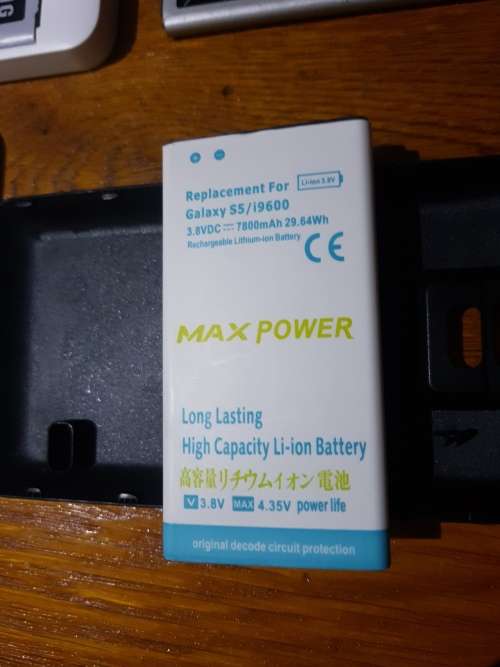 G
+ -
Replacement For
Li-ion 3.8V
Galaxy S5/i9600
3.8VDC 7800mAh 29.64Wh
Rechargeable Lithium-ion Battery
CE
MAX POWER
Long Lasting
High Capacity Li-ion Battery
高容量リチウムイオン電池
V 3.8V MAX 4.35V power life
original decode circuit protection